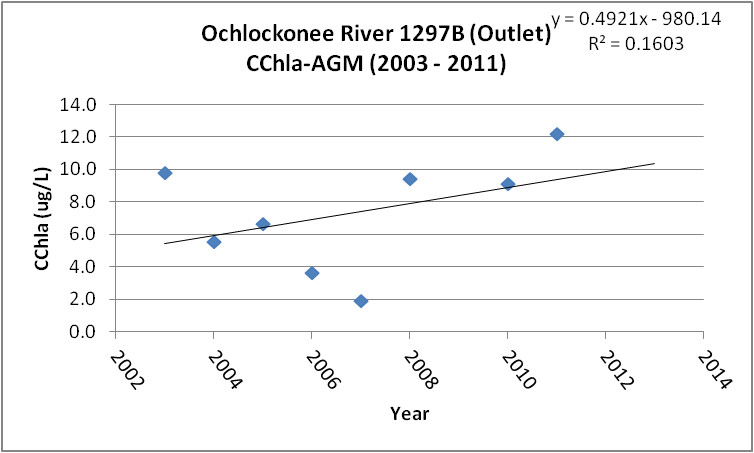 Ochlockonee River 1297B (Outlet)
CChla-AGM (2003 - 2011)
y = 0.4921x - 980.14
R² = 0.1603
CChla (ug/L)
14.0
12.0
10.0
8.0
6.0
4.0
2.0
0.0
2002
2004
2006
2008
2010
2012
2014
Year